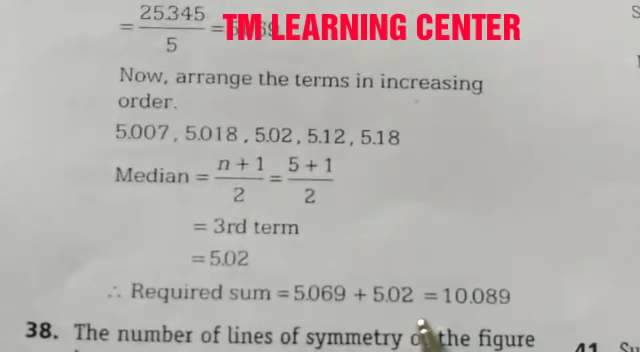 = 25.345 / 5 =
TM LEARNING CENTER
Now, arrange the terms in increasing
order.
5.007, 5.018, 5.02, 5.12, 5.18
Median = n + 1 / 2 = 5 + 1 / 2
= 3rd term
= 5.02
∴ Required sum = 5.069 + 5.02 = 10.089
38. The number of lines of symmetry of the figure
41.